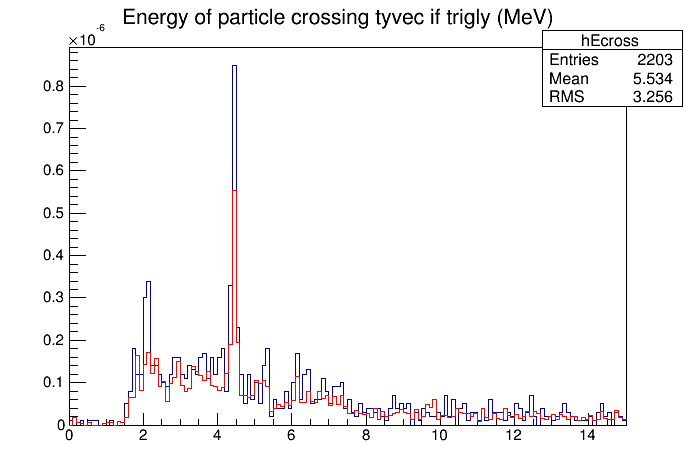 Energy of particle crossing tyvec if trigly (MeV)
×10^-6
hEcross
Entries 2203
Mean 5.534
RMS 3.256
0.8
0.7
0.6
0.5
0.4
0.3
0.2
0.1
0
0 2 4 6 8 10 12 14